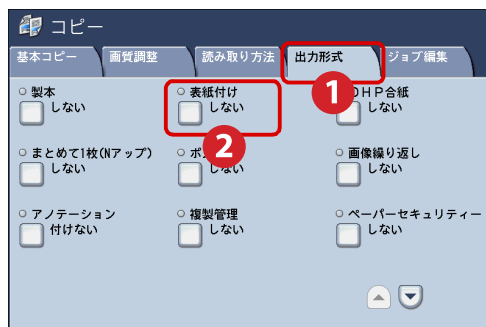 コピー
基本コピー 画質調整 読み取り方法 出力形式 ジョブ編集
製本 表紙付け HP合紙
しない しない しない
1
2
まとめて1枚(Nアップ) ポ 画像繰り返し
しない しない しない
アノテーション 複製管理 ペーパーセキュリティー
付けない しない しない